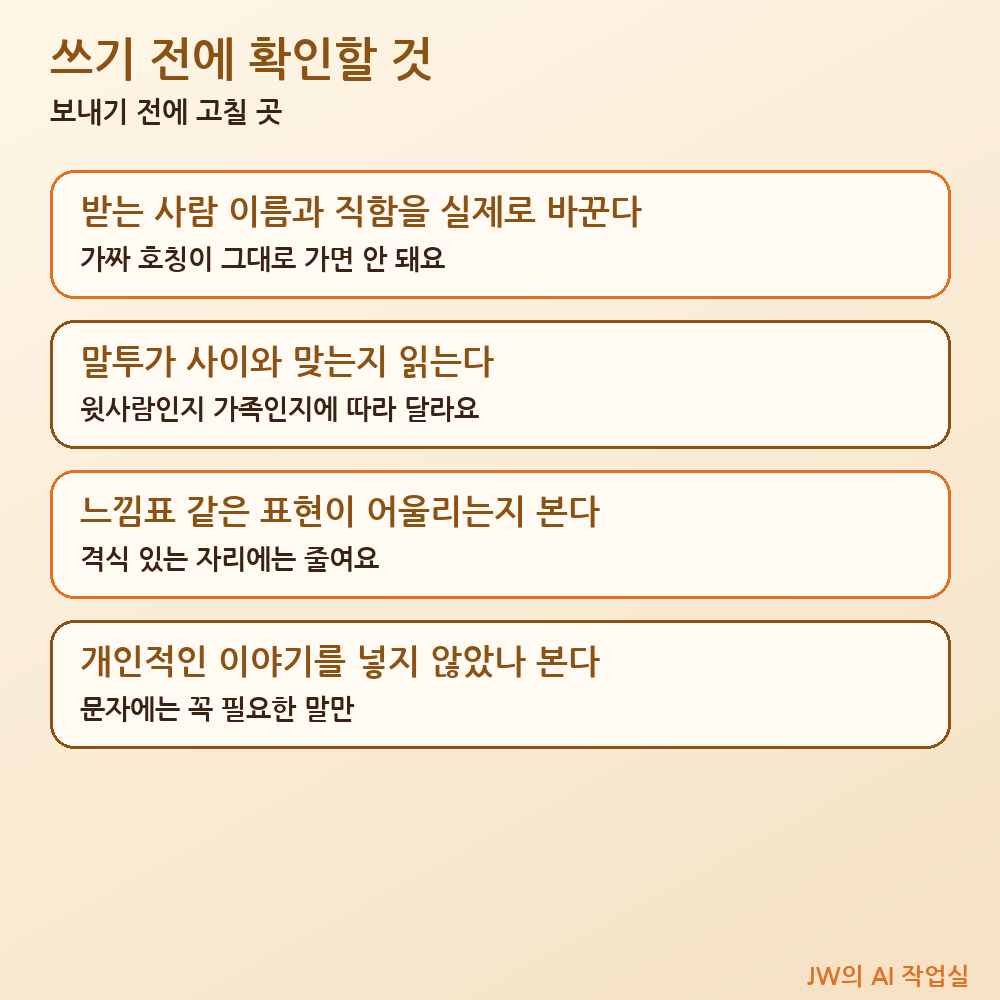 쓰기 전에 확인할 것
보내기 전에 고칠 곳
받는 사람 이름과 직함을 실제로 바꾼다
가짜 호칭이 그대로 가면 안 돼요
말투가 사이와 맞는지 읽는다
윗사람인지 가족인지에 따라 달라요
느낌표 같은 표현이 어울리는지 본다
격식 있는 자리에는 줄여요
개인적인 이야기를 넣지 않았나 본다
문자에는 꼭 필요한 말만
JW의 AI 작업실